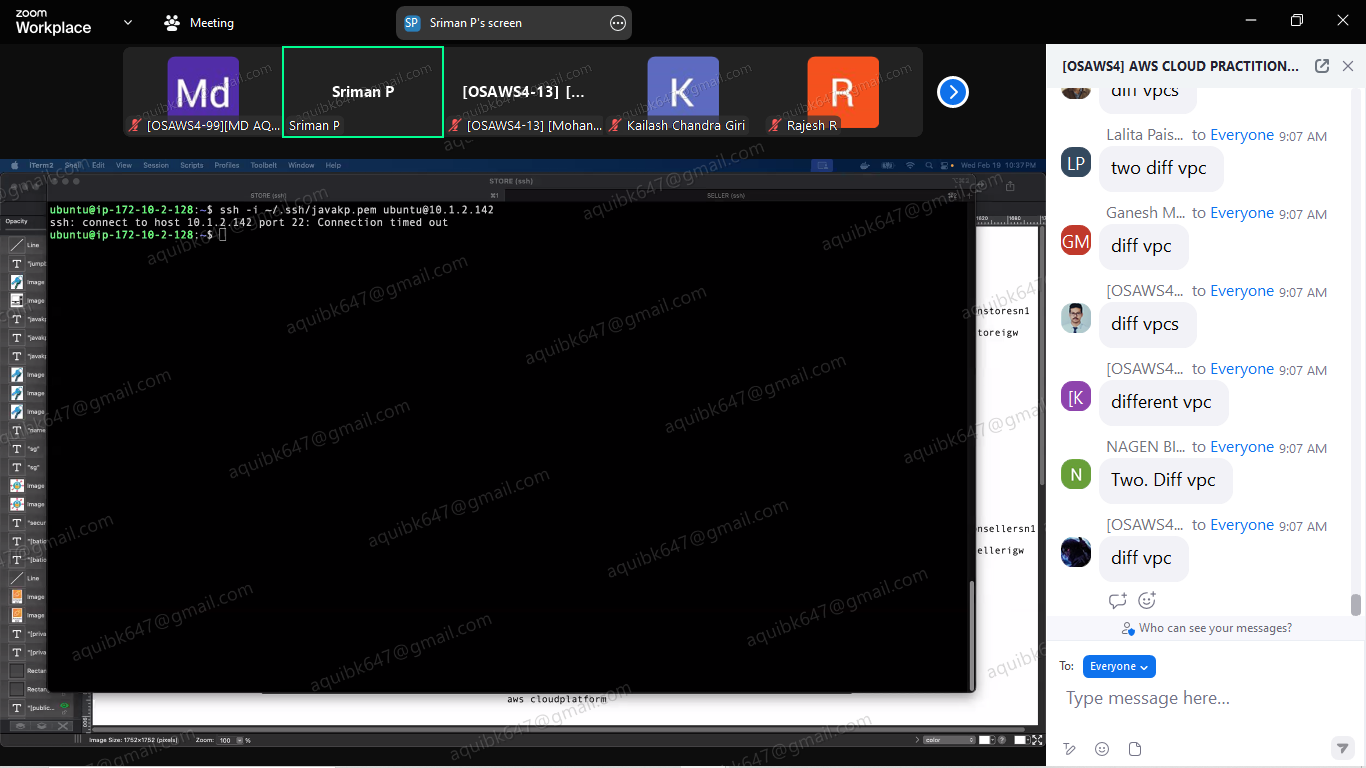 zoom
Workplace
Meeting
SP
Sriman P's screen
Md
Sriman P
[OSAWS4-13] [...
K
R
[OSAWS4-99][MD AQ...
Sriman P
[OSAWS4-13] [Mohan...
Kailash Chandra Giri
Rajesh R
iTerm2 Shell Edit View Session Scripts Profiles Toolbelt Window Help
Wed Feb 19 10:37 PM
STORE (ssh)
STORE (ssh)
⌘1
SELLER (ssh)
⌘2
ubuntu@ip-172-10-2-128:~$ ssh -i ~/.ssh/javakp.pem ubuntu@10.1.2.142
ssh: connect to host 10.1.2.142 port 22: Connection timed out
ubuntu@ip-172-10-2-128:~$
Opacity
Line
T "jump
Image
Image
T "javak
T "javak
T "javak
Image
Image
Image
T "home
T "sg"
T "sg"
Image
Image
T "secur
T "[batio
T "[batio
Line
Image
Image
T "[priva
T "[priva
Rectan
Rectan
T "[public...
1620
1680
nstoresn1
toreigw
nsellersn1
ellerigw
aws cloudplatform
Image Size: 1752x1752 (pixels)
Zoom: 100 %
color
[OSAWS4] AWS CLOUD PRACTITION...
diff vpcs
Lalita Pais... to Everyone 9:07 AM
LP
two diff vpc
Ganesh M... to Everyone 9:07 AM
GM
diff vpc
[OSAWS4... to Everyone 9:07 AM
diff vpcs
[OSAWS4... to Everyone 9:07 AM
[K
different vpc
NAGEN BI... to Everyone 9:07 AM
N
Two. Diff vpc
[OSAWS4... to Everyone 9:07 AM
diff vpc
Who can see your messages?
To: Everyone
Type message here...
aquibk647@gmail.com